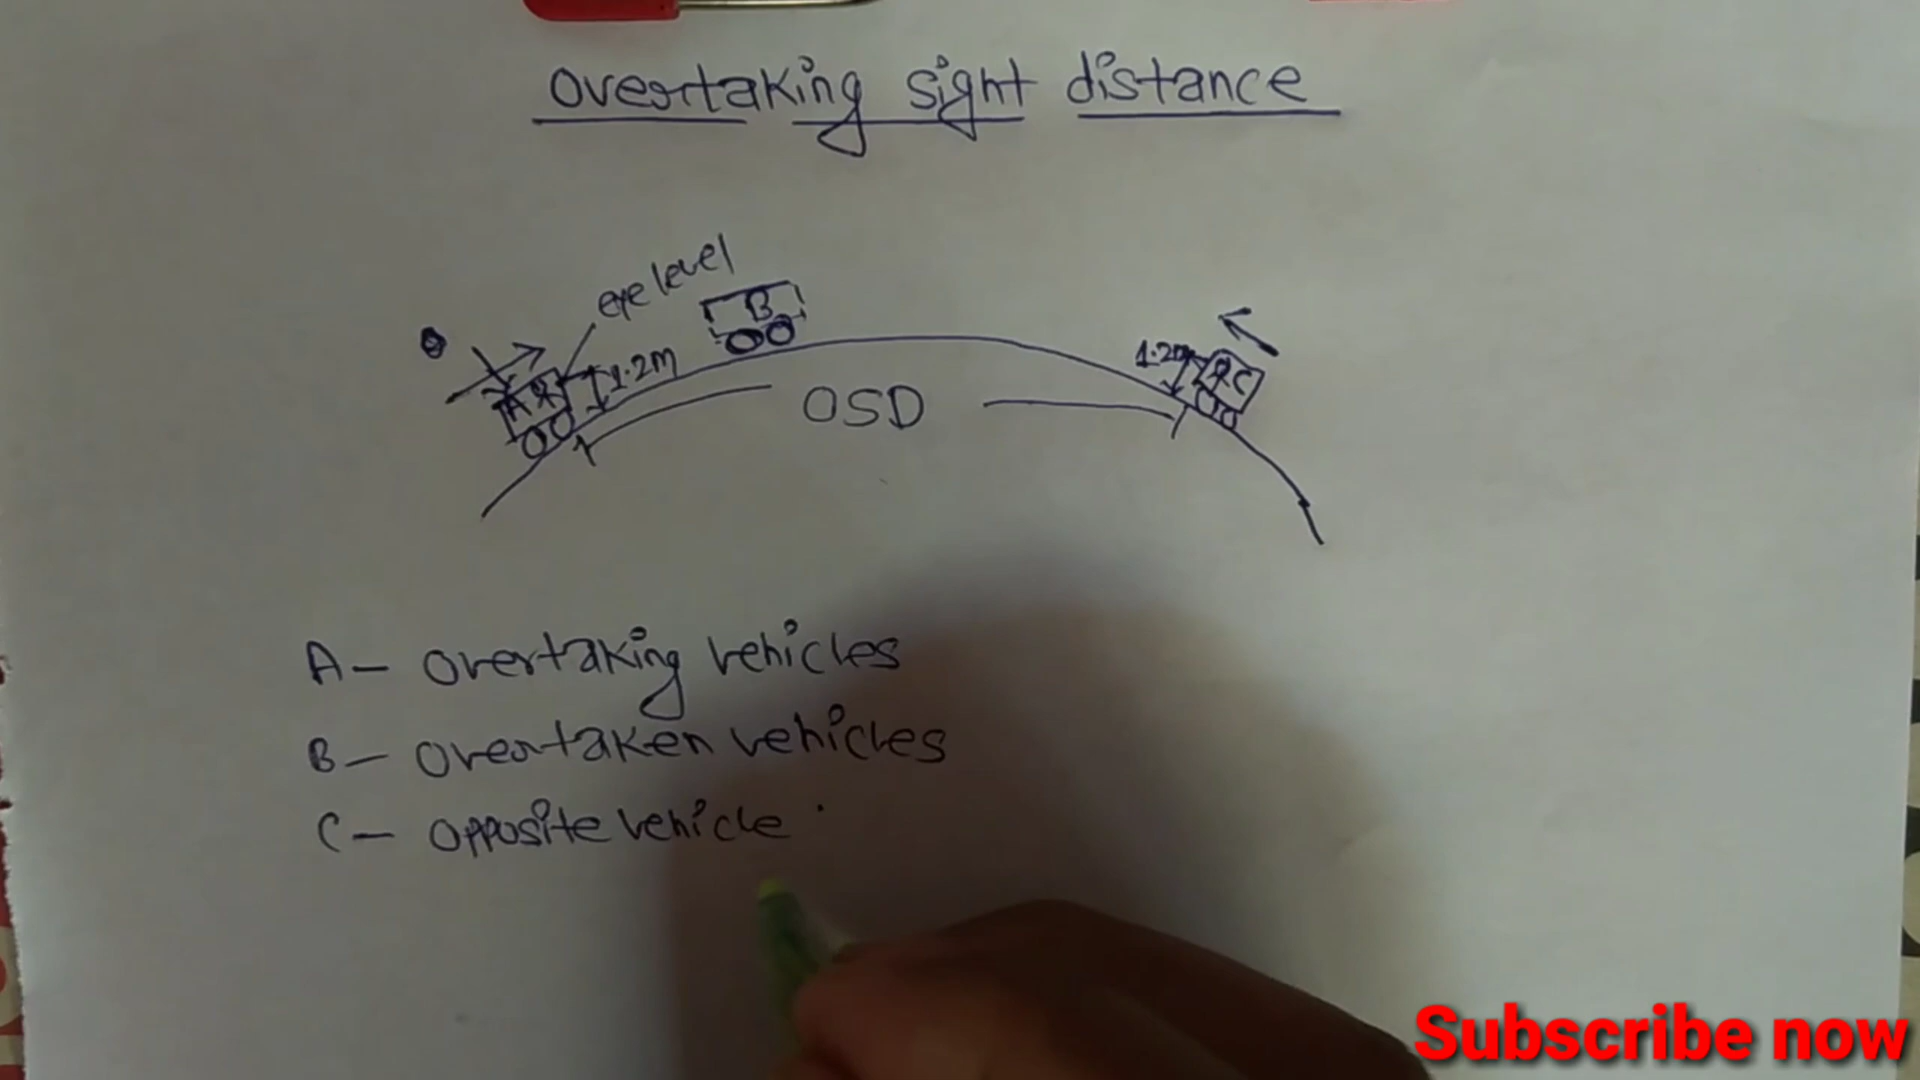 overtaking sight distance
eye level
B
1.2m
A
1.2m
C
OSD
A- overtaking vehicles
B- overtaken vehicles
C- opposite vehicle
Subscribe now